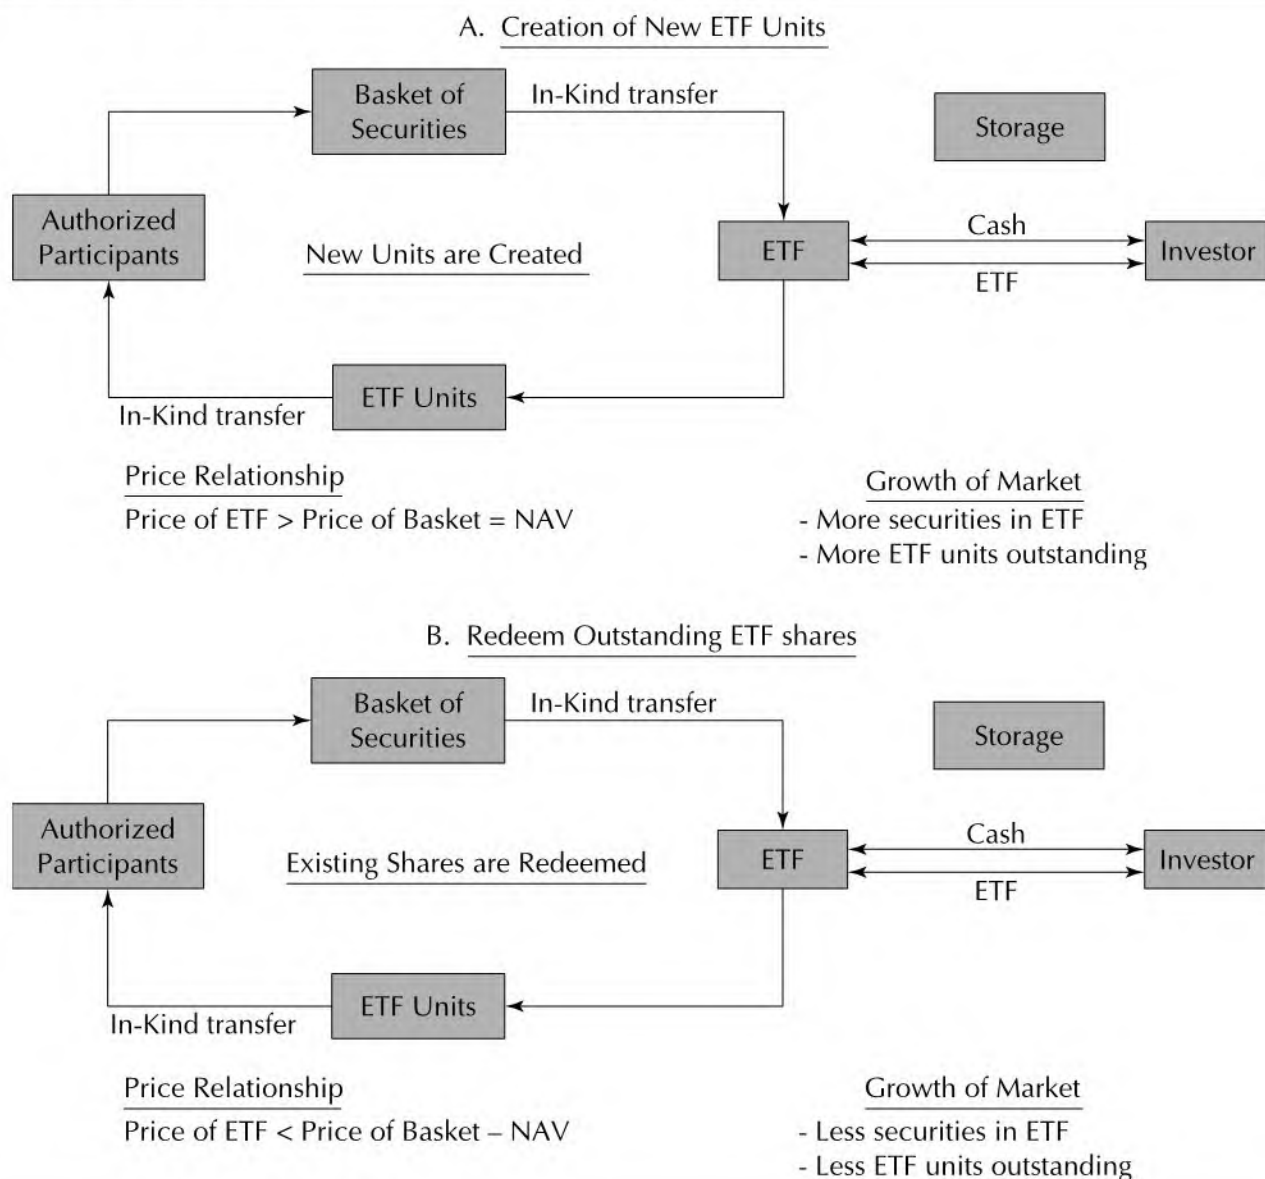 A. Creation of New ETF Units
Basket of
Securities
In-Kind transfer
Storage
Authorized
Participants
New Units are Created
ETF
Cash
ETF
Investor
ETF Units
In-Kind transfer
Price Relationship
Price of ETF > Price of Basket = NAV
Growth of Market
- More securities in ETF
- More ETF units outstanding
B. Redeem Outstanding ETF shares
Basket of
Securities
In-Kind transfer
Storage
Authorized
Participants
Existing Shares are Redeemed
ETF
Cash
ETF
Investor
ETF Units
In-Kind transfer
Price Relationship
Price of ETF < Price of Basket – NAV
Growth of Market
- Less securities in ETF
- Less ETF units outstanding